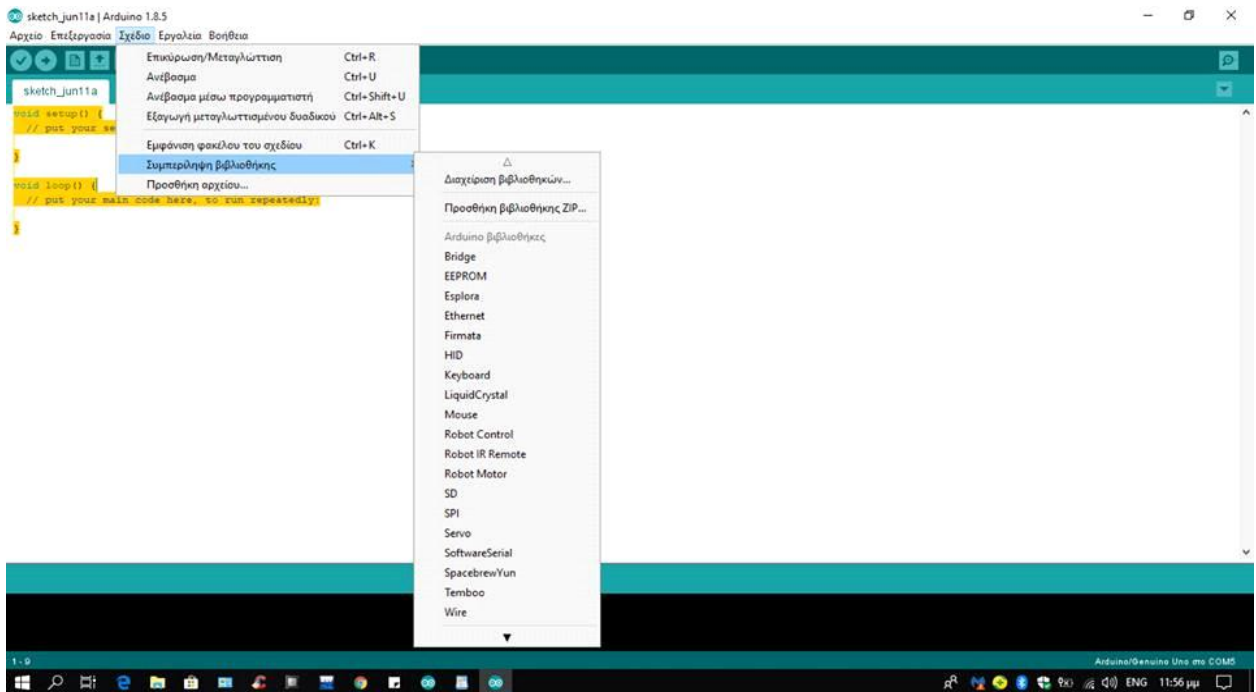 sketch_jun11a | Arduino 1.8.5
Αρχείο Επεξεργασία Σχέδιο Εργαλεία Βοήθεια
Επικύρωση/Μεταγλώττιση Ctrl+R
Ανέβασμα Ctrl+U
Ανέβασμα μέσω προγραμματιστή Ctrl+Shift+U
Εξαγωγή μεταγλωττισμένου δυαδικού Ctrl+Alt+S
Εμφάνιση φακέλου του σχεδίου Ctrl+K
Συμπερίληψη βιβλιοθήκης
Προσθήκη αρχείου...
sketch_jun11a
void setup() {
// put your se
}
void loop() {
// put your main code here, to run repeatedly:
}
Διαχείριση βιβλιοθηκών...
Προσθήκη βιβλιοθήκης ZIP...
Arduino βιβλιοθήκες
Bridge
EEPROM
Esplora
Ethernet
Firmata
HID
Keyboard
LiquidCrystal
Mouse
Robot Control
Robot IR Remote
Robot Motor
SD
SPI
Servo
SoftwareSerial
SpacebrewYun
Temboo
Wire
1 - 9
Arduino/Genuino Uno στο COM5
ENG 11:56 μμ